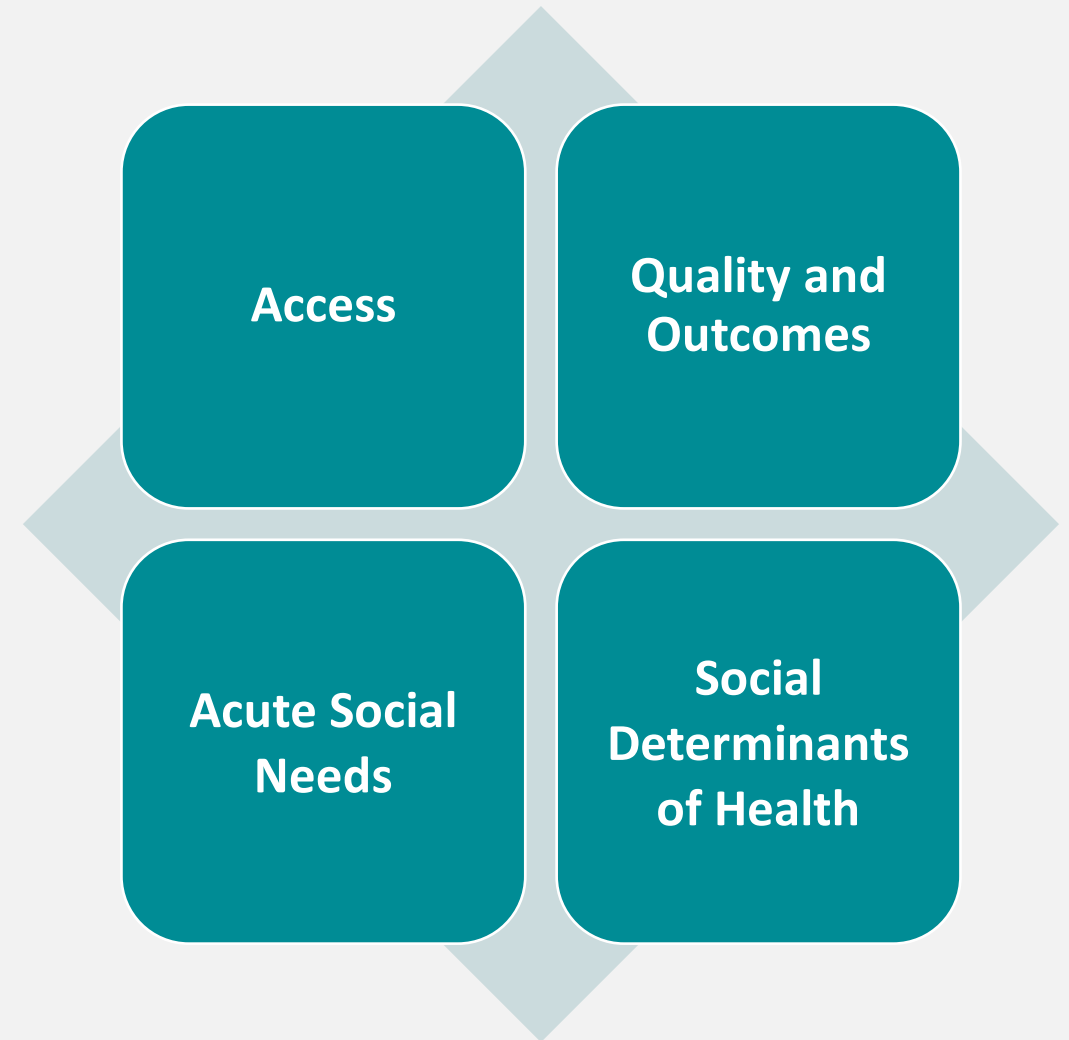 Access
Quality and
Outcomes
Acute Social
Needs
Social
Determinants
of Health